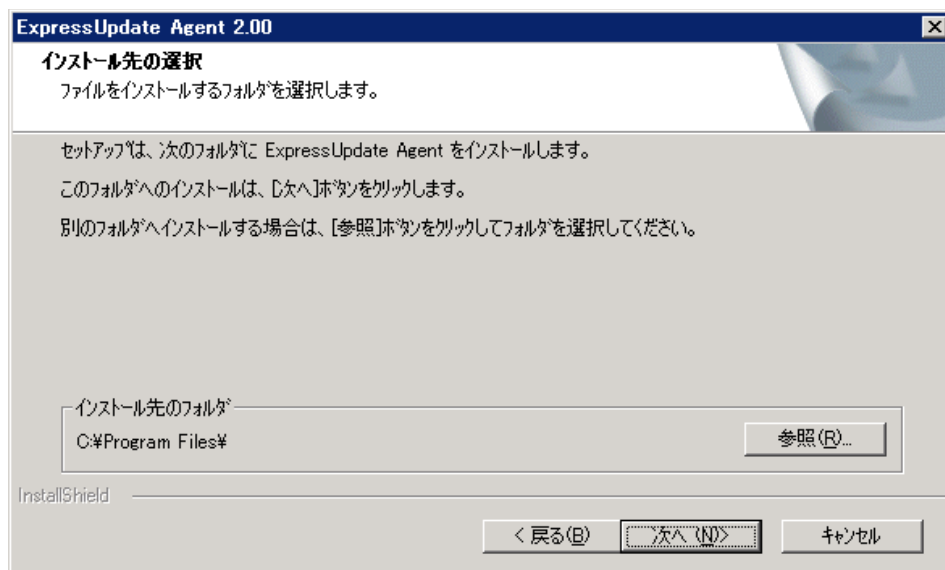 ExpressUpdate Agent 2.00
インストール先の選択
ファイルをインストールするフォルダを選択します。
セットアップは、次のフォルダに ExpressUpdate Agent をインストールします。
このフォルダへのインストールは、[次へ]ボタンをクリックします。
別のフォルダへインストールする場合は、[参照]ボタンをクリックしてフォルダを選択してください。
インストール先のフォルダ
C:¥Program Files¥
参照(R)...
InstallShield
< 戻る(B)
次へ (N)>
キャンセル